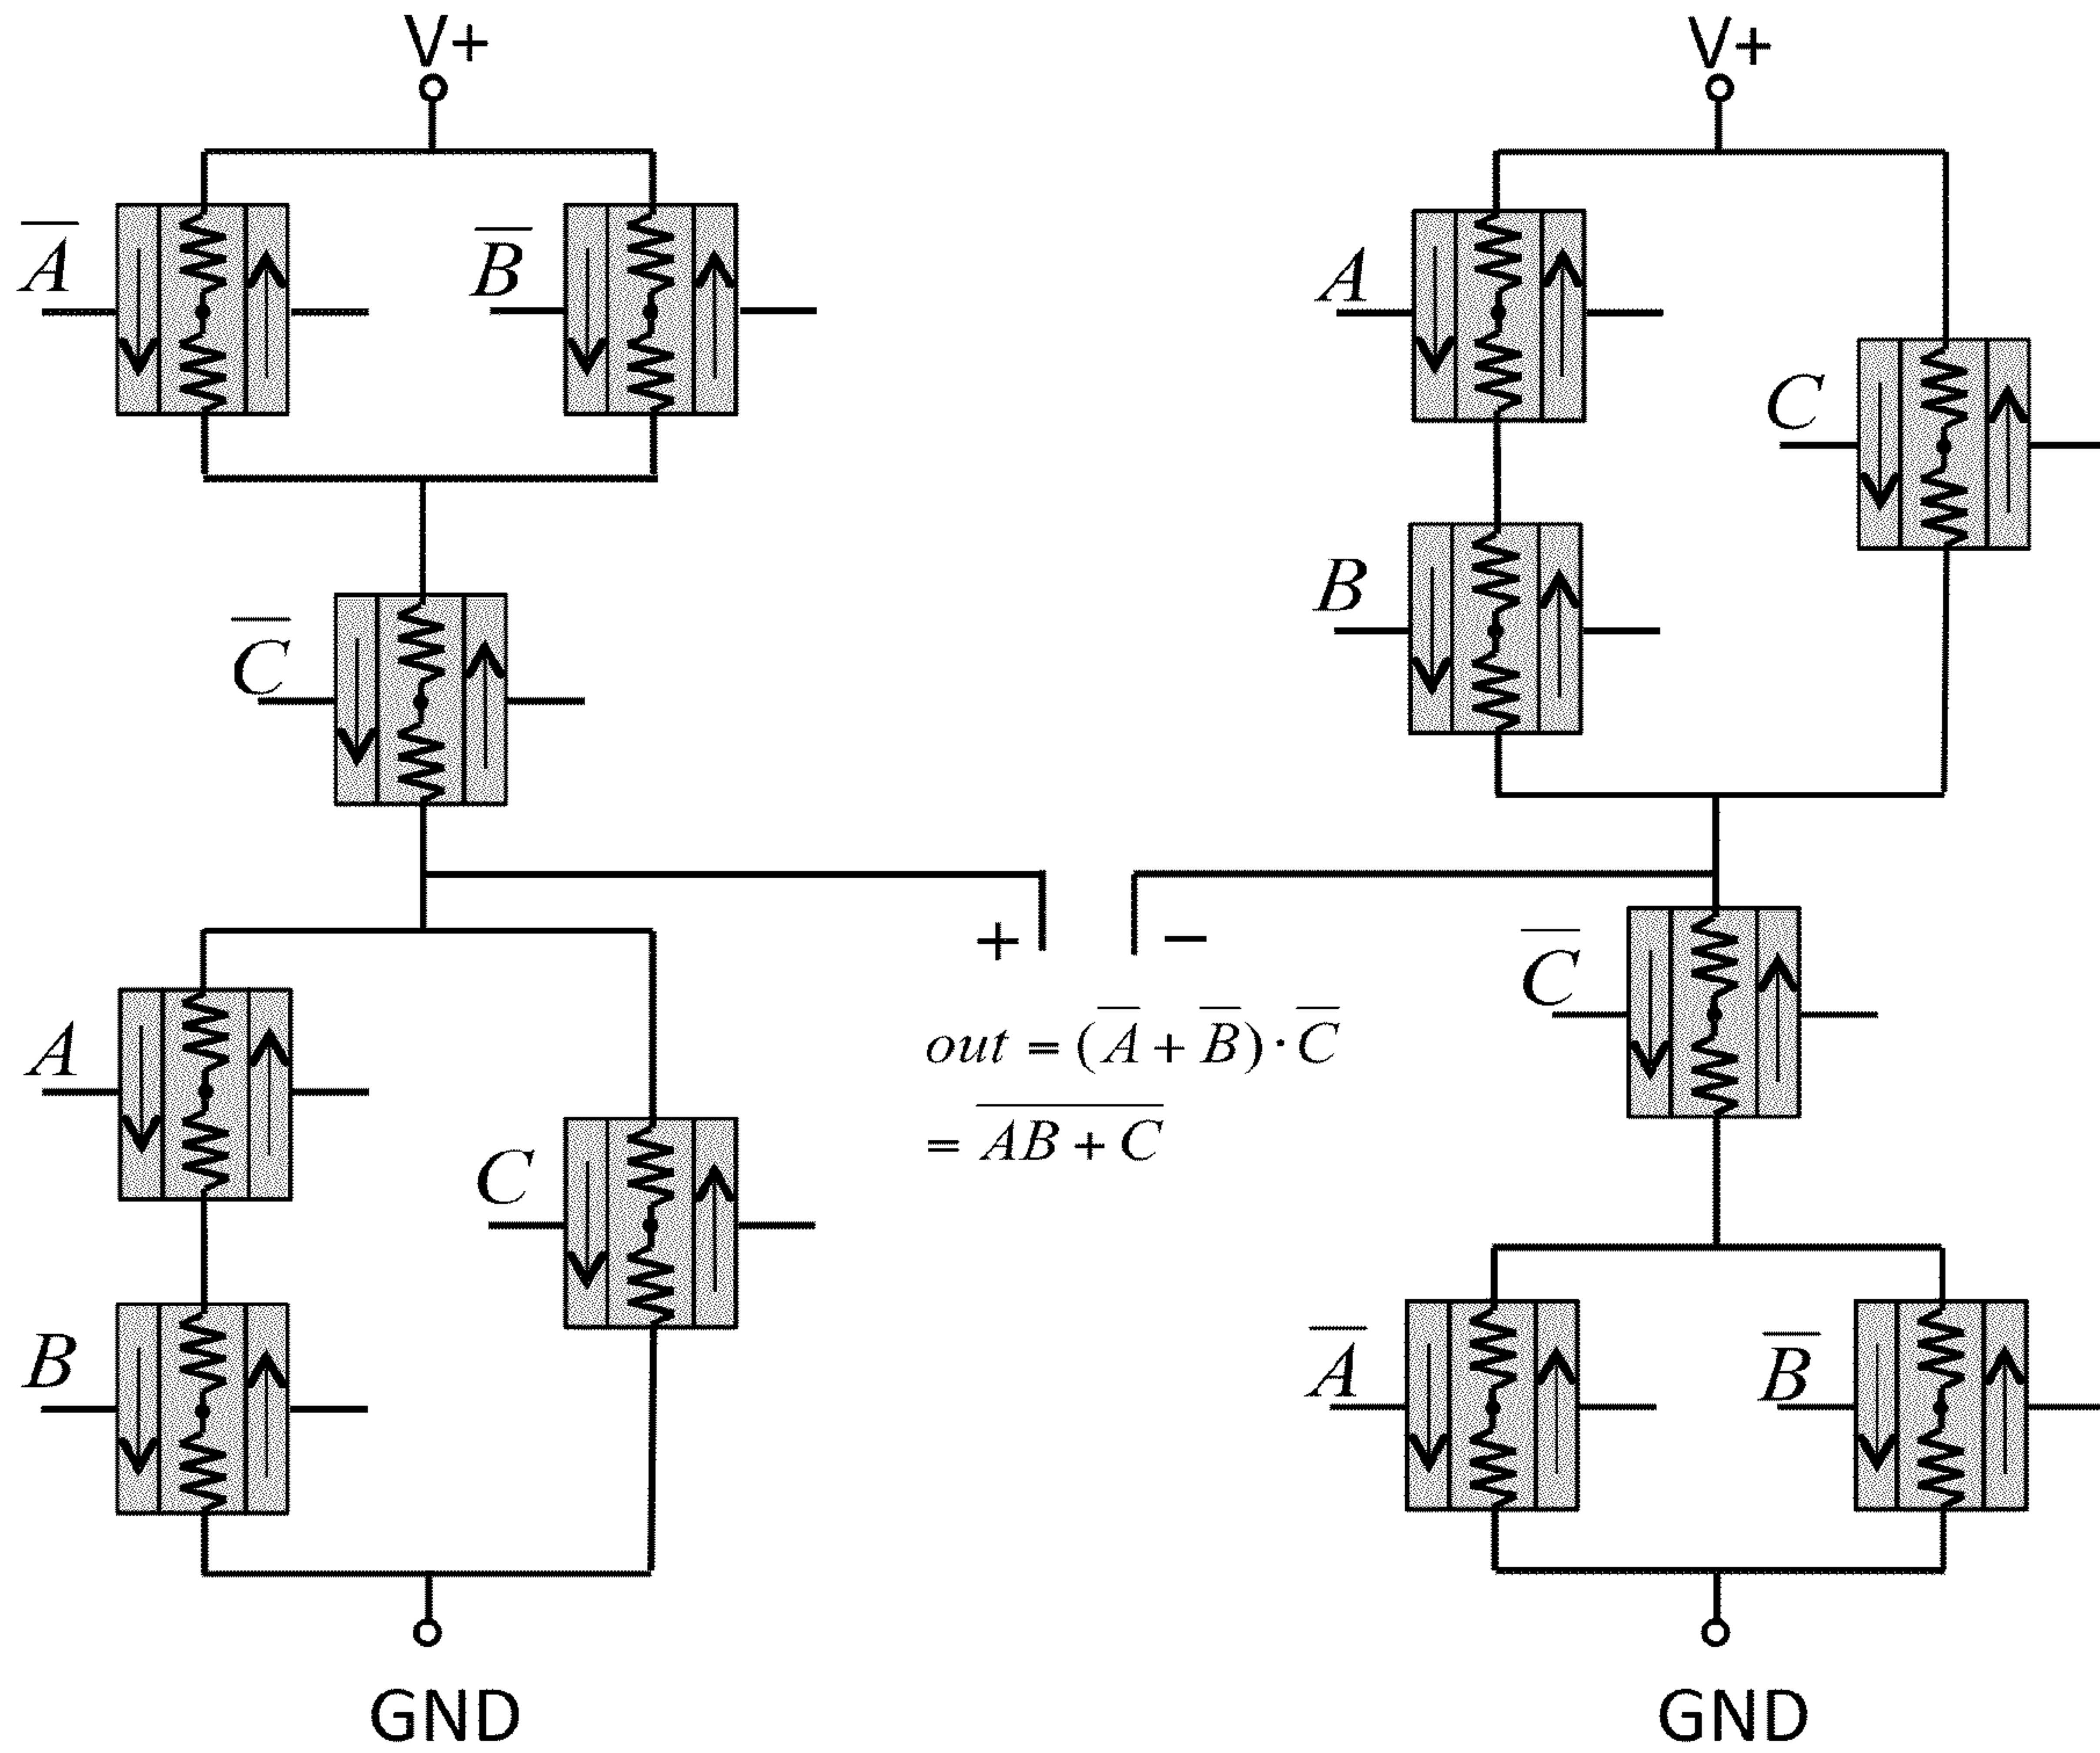 V+
V+
A̅
B̅
A
C
B
C̅
+ −
C̅
out = (A̅ + B̅)·C̅
= A̅B̅ ̅+̅ ̅C̅
A
C
B
A̅
B̅
GND
GND